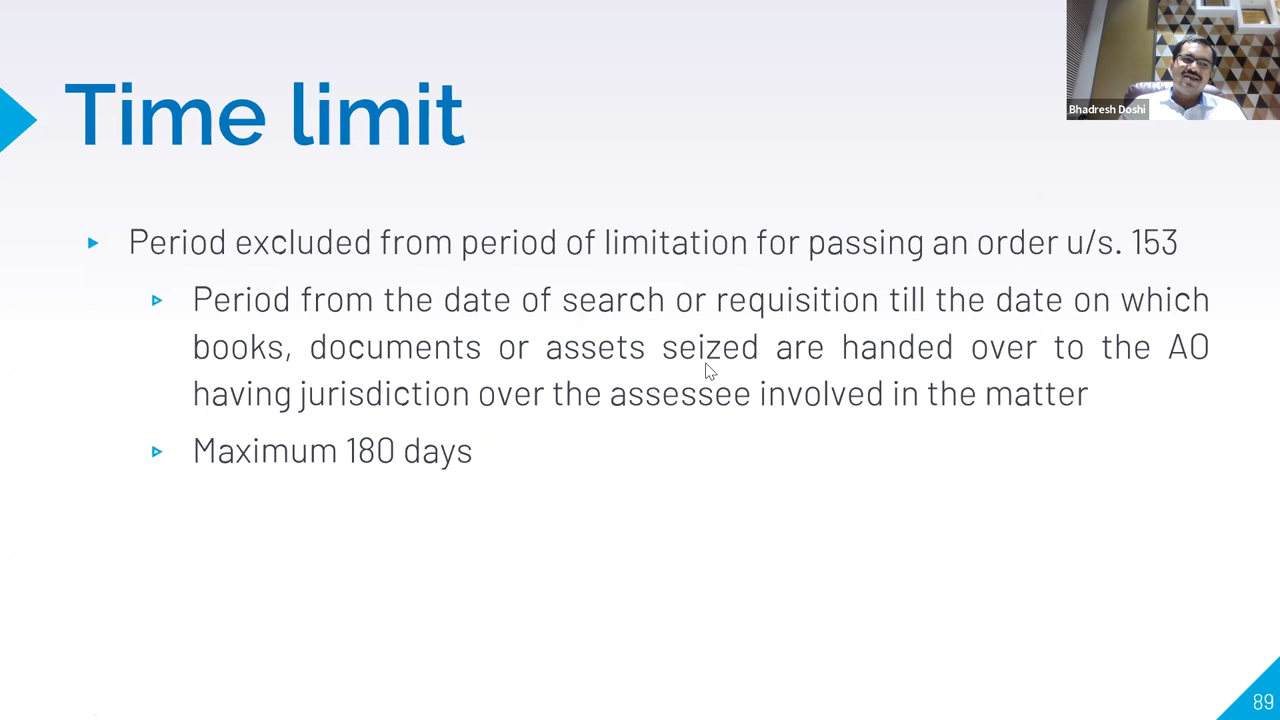 Bhadresh Doshi
Time limit
Period excluded from period of limitation for passing an order u/s. 153
Period from the date of search or requisition till the date on which
books, documents or assets seized are handed over to the AO
having jurisdiction over the assessee involved in the matter
Maximum 180 days
89